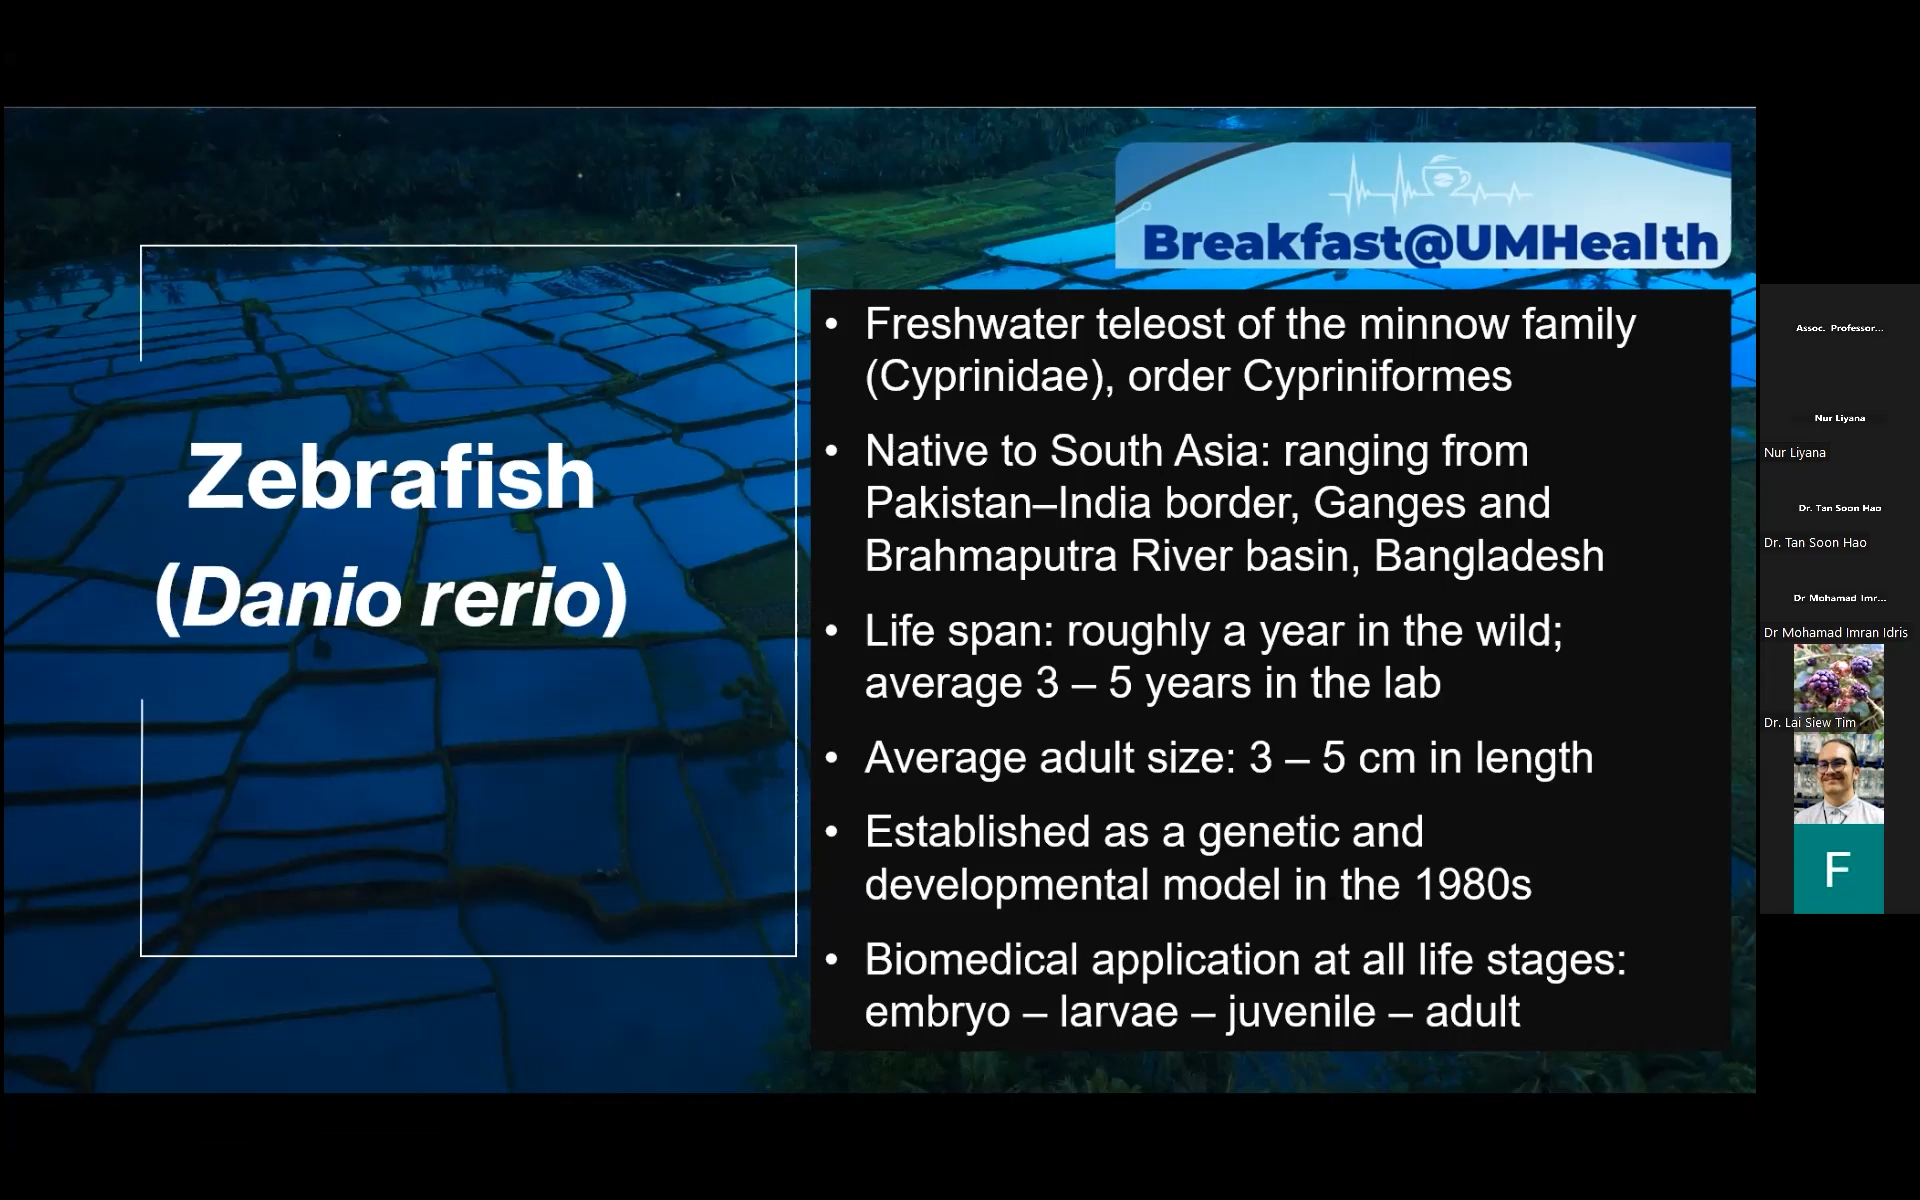 Breakfast@UMHealth
Zebrafish
(Danio rerio)
• Freshwater teleost of the minnow family
(Cyprinidae), order Cypriniformes
• Native to South Asia: ranging from
Pakistan–India border, Ganges and
Brahmaputra River basin, Bangladesh
• Life span: roughly a year in the wild;
average 3 – 5 years in the lab
• Average adult size: 3 – 5 cm in length
• Established as a genetic and
developmental model in the 1980s
• Biomedical application at all life stages:
embryo – larvae – juvenile – adult
Assoc. Professor...
Nur Liyana
Nur Liyana
Dr. Tan Soon Hao
Dr. Tan Soon Hao
Dr Mohamad Imr...
Dr Mohamad Imran Idris
Dr. Lai Siew Tim
F